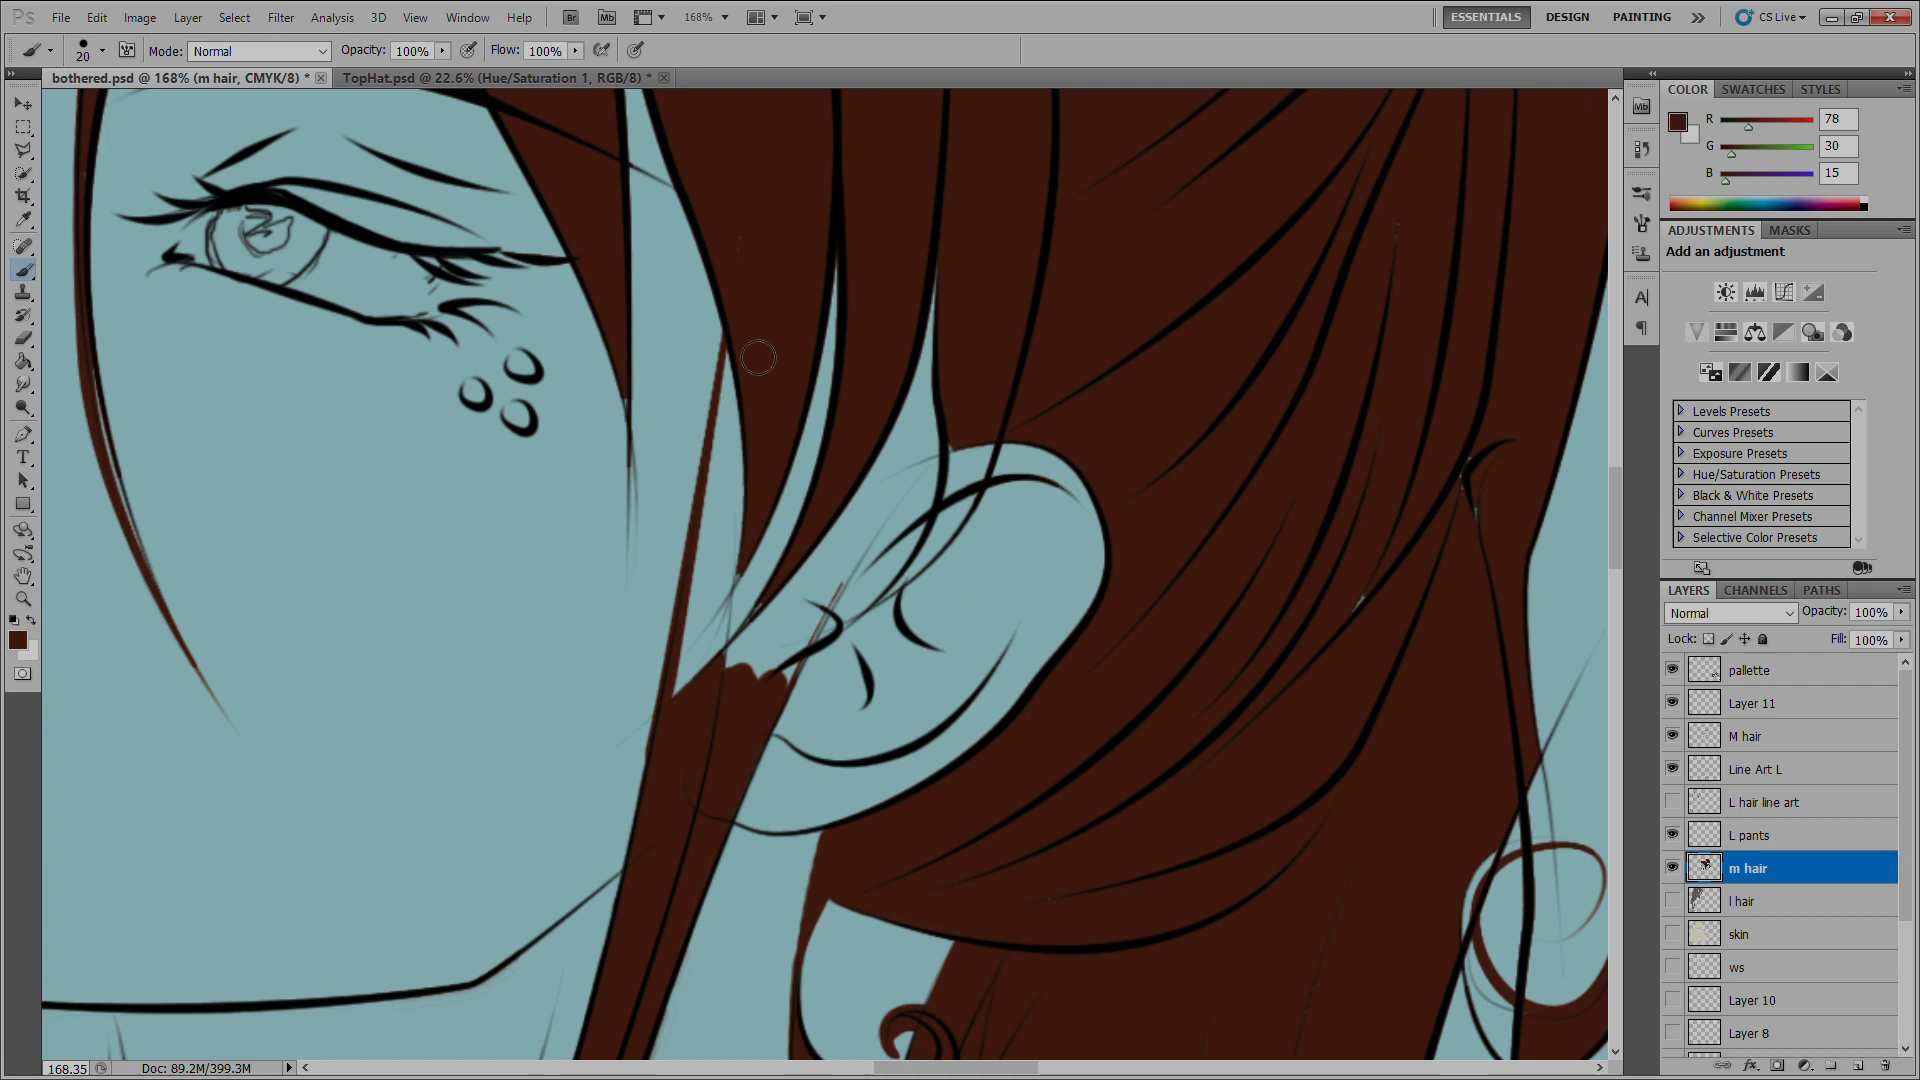 Ps File Edit Image Layer Select Filter Analysis 3D View Window Help Br Mb 168% ESSENTIALS DESIGN PAINTING CS Live
20 Mode: Normal Opacity: 100% Flow: 100%
bothered.psd @ 168% (m hair, CMYK/8) * TopHat.psd @ 22.6% (Hue/Saturation 1, RGB/8) *
COLOR SWATCHES STYLES
Mb
R 78
G 30
B 15
ADJUSTMENTS MASKS
Add an adjustment
Levels Presets
Curves Presets
Exposure Presets
Hue/Saturation Presets
Black & White Presets
Channel Mixer Presets
Selective Color Presets
LAYERS CHANNELS PATHS
Normal Opacity: 100%
Lock: Fill: 100%
pallette
Layer 11
M hair
Line Art L
L hair line art
L pants
m hair
l hair
skin
ws
Layer 10
Layer 8
168.35 Doc: 89.2M/399.3M